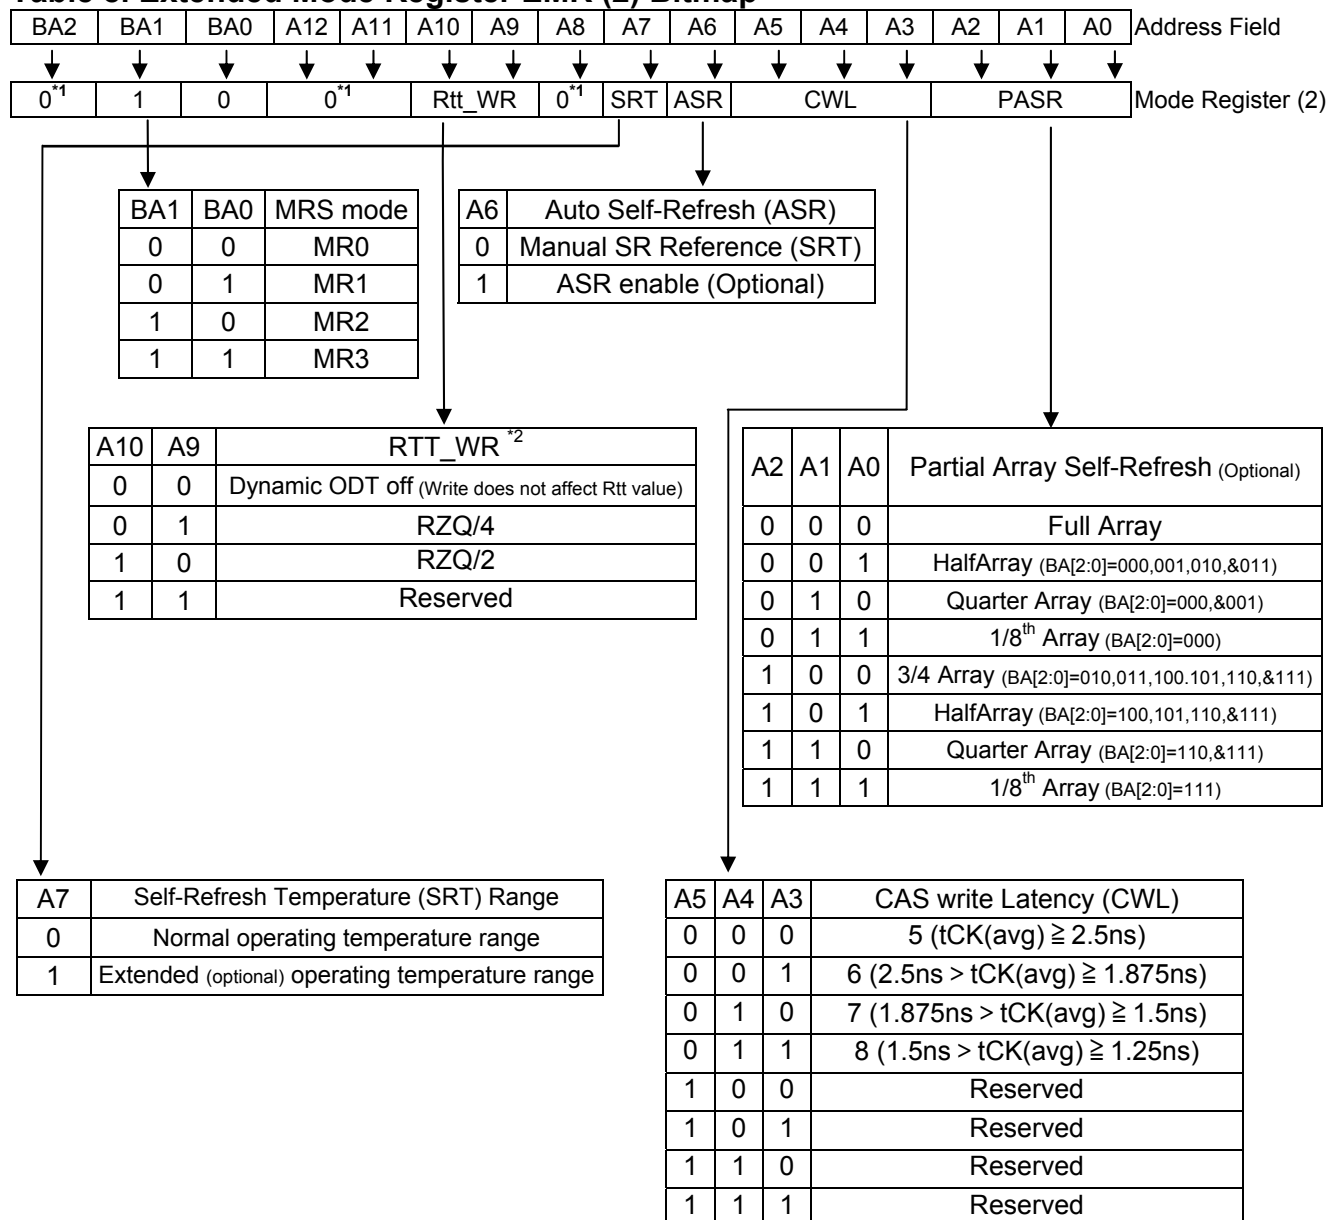 Table 8. Extended Mode Register EMR (2) Bitmap
BA2 BA1 BA0 A12 A11 A10 A9 A8 A7 A6 A5 A4 A3 A2 A1 A0 Address Field
0*1 1 0 0*1 Rtt_WR 0*1 SRT ASR CWL PASR Mode Register (2)
BA1 BA0 MRS mode
0 0 MR0
0 1 MR1
1 0 MR2
1 1 MR3
A6 Auto Self-Refresh (ASR)
0 Manual SR Reference (SRT)
1 ASR enable (Optional)
A10 A9 RTT_WR *2
0 0 Dynamic ODT off (Write does not affect Rtt value)
0 1 RZQ/4
1 0 RZQ/2
1 1 Reserved
A2 A1 A0 Partial Array Self-Refresh (Optional)
0 0 0 Full Array
0 0 1 HalfArray (BA[2:0]=000,001,010,&011)
0 1 0 Quarter Array (BA[2:0]=000,&001)
0 1 1 1/8th Array (BA[2:0]=000)
1 0 0 3/4 Array (BA[2:0]=010,011,100.101,110,&111)
1 0 1 HalfArray (BA[2:0]=100,101,110,&111)
1 1 0 Quarter Array (BA[2:0]=110,&111)
1 1 1 1/8th Array (BA[2:0]=111)
A7 Self-Refresh Temperature (SRT) Range
0 Normal operating temperature range
1 Extended (optional) operating temperature range
A5 A4 A3 CAS write Latency (CWL)
0 0 0 5 (tCK(avg) ≧ 2.5ns)
0 0 1 6 (2.5ns > tCK(avg) ≧ 1.875ns)
0 1 0 7 (1.875ns > tCK(avg) ≧ 1.5ns)
0 1 1 8 (1.5ns > tCK(avg) ≧ 1.25ns)
1 0 0 Reserved
1 0 1 Reserved
1 1 0 Reserved
1 1 1 Reserved